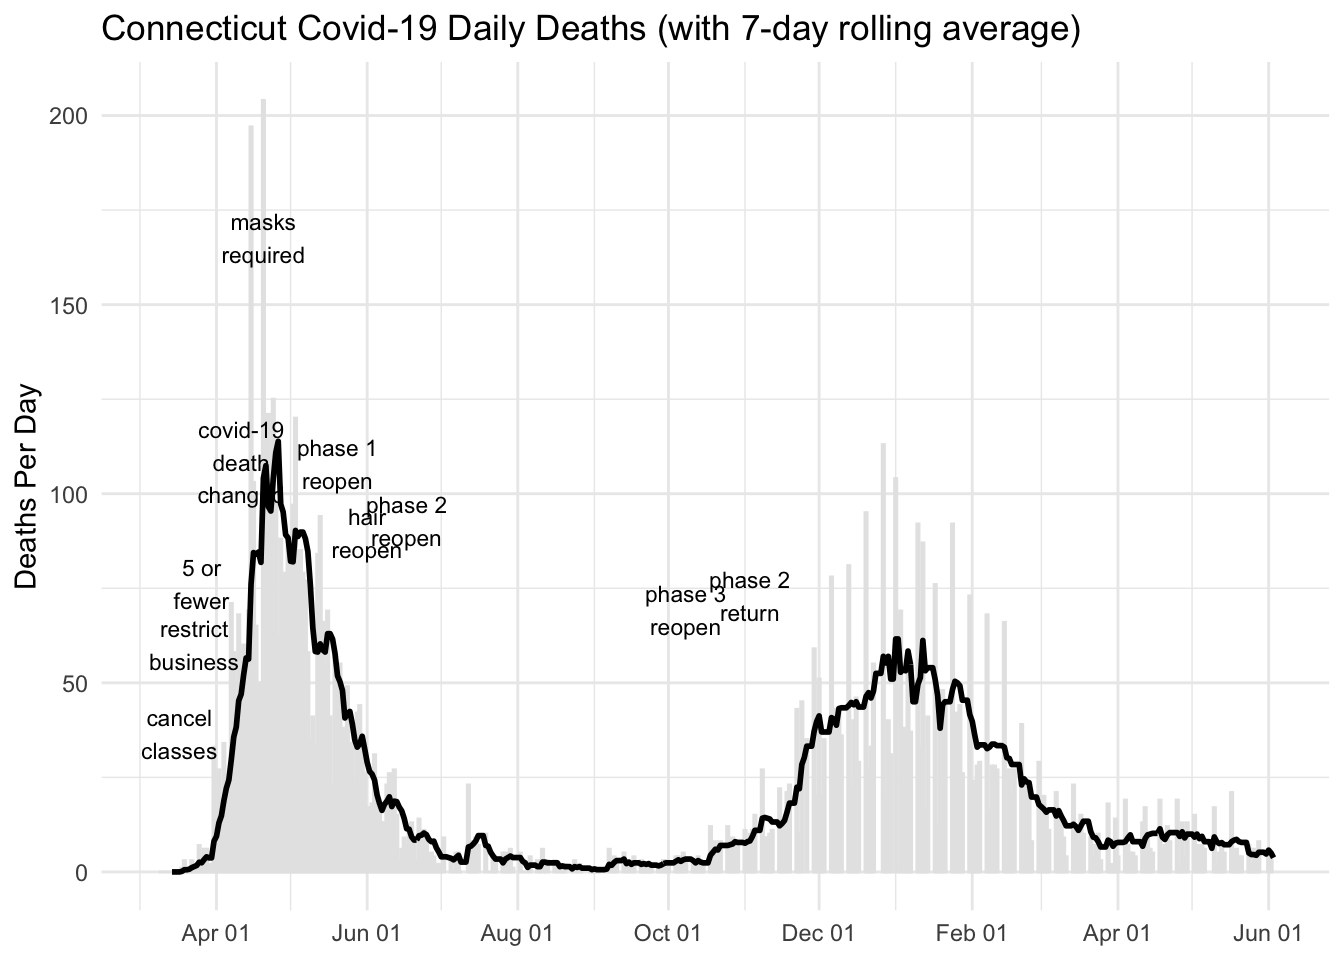 Connecticut Covid-19 Daily Deaths (with 7-day rolling average)
Deaths Per Day
200
150
100
50
0
masks
required
covid-19
death
change
phase 1
reopen
phase 2
reopen
hair
reopen
5 or
fewer
restrict
business
cancel
classes
phase 3
reopen
phase 2
return
Apr 01
Jun 01
Aug 01
Oct 01
Dec 01
Feb 01
Apr 01
Jun 01